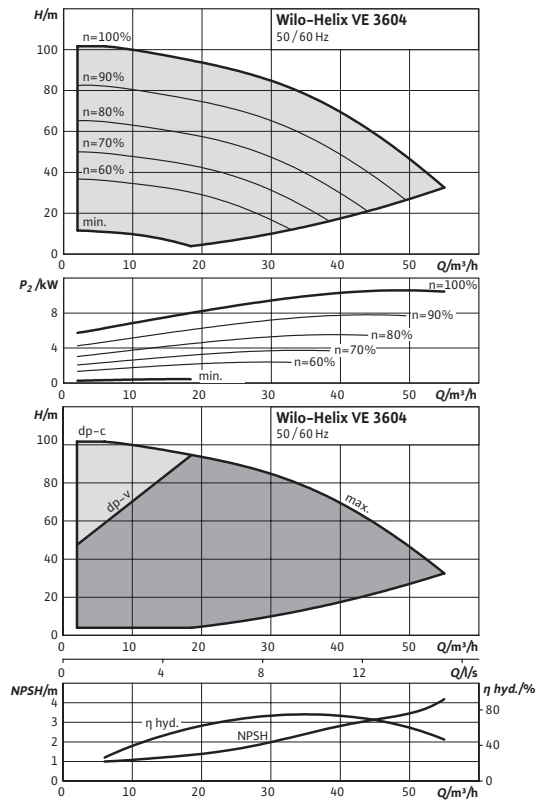 H/m
Wilo-Helix VE 3604
50/60 Hz
n=100%
100
n=90%
80
n=80%
60
n=70%
40
n=60%
20
min.
0
0 10 20 30 40 50 Q/m³/h
P₂/kW
n=100%
8
n=90%
n=80%
4
n=70%
n=60%
min.
0
0 10 20 30 40 50 Q/m³/h
H/m
Wilo-Helix VE 3604
50/60 Hz
dp-c
100
80
dp-v
max.
60
40
20
0
0 10 20 30 40 50 Q/m³/h
0 4 8 12 Q/l/s
NPSH/m
η hyd./%
4
80
η hyd.
3
NPSH
2
40
1
0
0
0 10 20 30 40 50 Q/m³/h